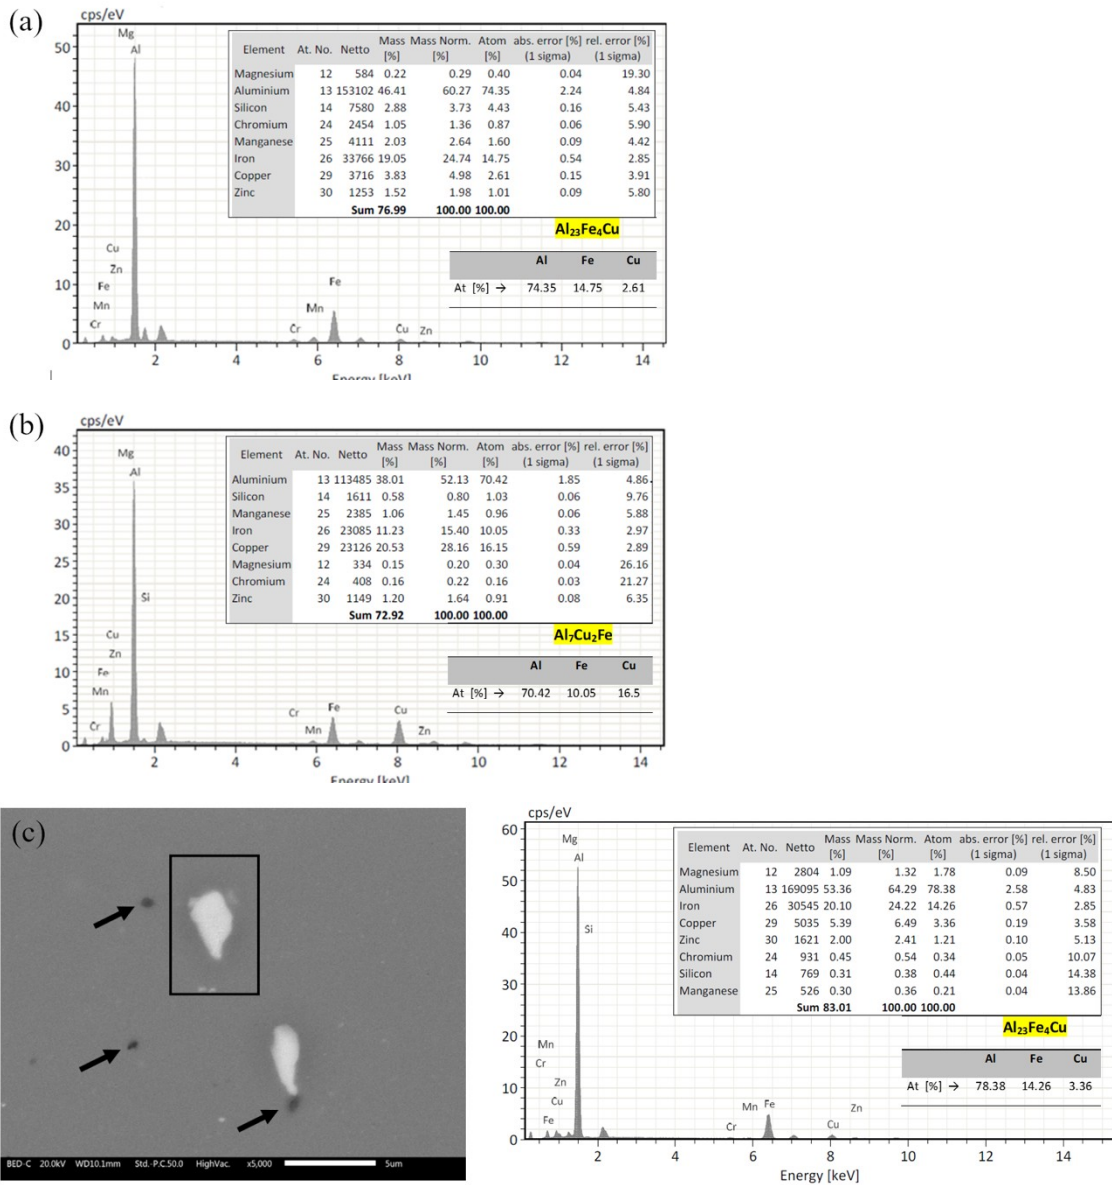 (a)
cps/eV
50
40
30
20
10
0
Mg
Al
Cu
Zn
Fe
Mn
Cr
Fe
Mn
Cr
Cu
Zn
2 4 6 8 10 12 14
Energy [keV]
Element At. No. Netto Mass [%] Mass Norm. [%] Atom [%] abs. error [%] (1 sigma) rel. error [%] (1 sigma)
Magnesium 12 584 0.22 0.29 0.40 0.04 19.30
Aluminium 13 153102 46.41 60.27 74.35 2.24 4.84
Silicon 14 7580 2.88 3.73 4.43 0.16 5.43
Chromium 24 2454 1.05 1.36 0.87 0.06 5.90
Manganese 25 4111 2.03 2.64 1.60 0.09 4.42
Iron 26 33766 19.05 24.74 14.75 0.54 2.85
Copper 29 3716 3.83 4.98 2.61 0.15 3.91
Zinc 30 1253 1.52 1.98 1.01 0.09 5.80
Sum 76.99 100.00 100.00
Al₂₃Fe₄Cu
Al Fe Cu
At [%] → 74.35 14.75 2.61
(b)
cps/eV
40
35
30
25
20
15
10
5
0
Mg
Al
Si
Cu
Zn
Fe
Mn
Cr
Cr
Mn
Fe
Cu
Zn
2 4 6 8 10 12 14
Energy [keV]
Element At. No. Netto Mass [%] Mass Norm. [%] Atom [%] abs. error [%] (1 sigma) rel. error [%] (1 sigma)
Aluminium 13 113485 38.01 52.13 70.42 1.85 4.86
Silicon 14 1611 0.58 0.80 1.03 0.06 9.76
Manganese 25 2385 1.06 1.45 0.96 0.06 5.88
Iron 26 23085 11.23 15.40 10.05 0.33 2.97
Copper 29 23126 20.53 28.16 16.15 0.59 2.89
Magnesium 12 334 0.15 0.20 0.30 0.04 26.16
Chromium 24 408 0.16 0.22 0.16 0.03 21.27
Zinc 30 1149 1.20 1.64 0.91 0.08 6.35
Sum 72.92 100.00 100.00
Al₇Cu₂Fe
Al Fe Cu
At [%] → 70.42 10.05 16.5
(c)
BED-C 20.0kV WD10.1mm Std.-P.C.50.0 HighVac. x5,000 5um
cps/eV
60
50
40
30
20
10
0
Mg
Al
Si
Mn
Cr
Zn
Cu
Fe
Cr
Mn
Fe
Cu
Zn
2 4 6 8 10 12 14
Energy [keV]
Element At. No. Netto Mass [%] Mass Norm. [%] Atom [%] abs. error [%] (1 sigma) rel. error [%] (1 sigma)
Magnesium 12 2804 1.09 1.32 1.78 0.09 8.50
Aluminium 13 169095 53.36 64.29 78.38 2.58 4.83
Iron 26 30545 20.10 24.22 14.26 0.57 2.85
Copper 29 5035 5.39 6.49 3.36 0.19 3.58
Zinc 30 1621 2.00 2.41 1.21 0.10 5.13
Chromium 24 931 0.45 0.54 0.34 0.05 10.07
Silicon 14 769 0.31 0.38 0.44 0.04 14.38
Manganese 25 526 0.30 0.36 0.21 0.04 13.86
Sum 83.01 100.00 100.00
Al₂₃Fe₄Cu
Al Fe Cu
At [%] → 78.38 14.26 3.36